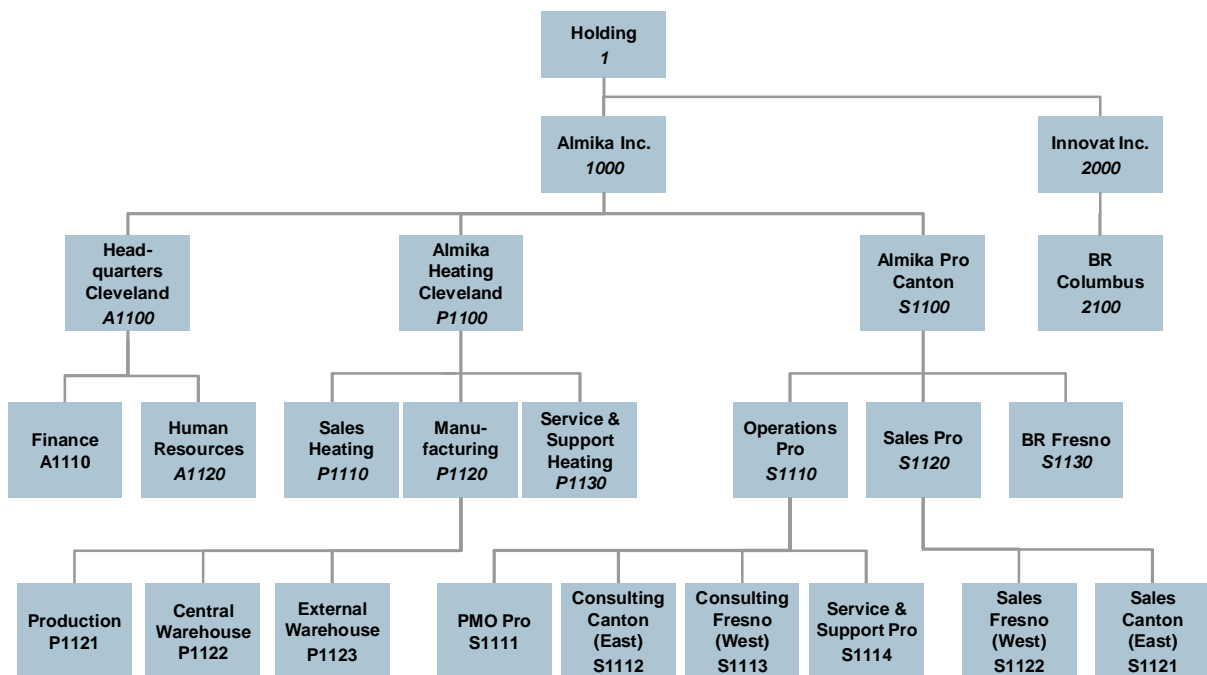 Holding
1
Almika Inc.
1000
Innovat Inc.
2000
Head-
quarters
Cleveland
A1100
Almika
Heating
Cleveland
P1100
Almika Pro
Canton
S1100
BR
Columbus
2100
Finance
A1110
Human
Resources
A1120
Sales
Heating
P1110
Manu-
facturing
P1120
Service &
Support
Heating
P1130
Operations
Pro
S1110
Sales Pro
S1120
BR Fresno
S1130
Production
P1121
Central
Warehouse
P1122
External
Warehouse
P1123
PMO Pro
S1111
Consulting
Canton
(East)
S1112
Consulting
Fresno
(West)
S1113
Service &
Support Pro
S1114
Sales
Fresno
(West)
S1122
Sales
Canton
(East)
S1121